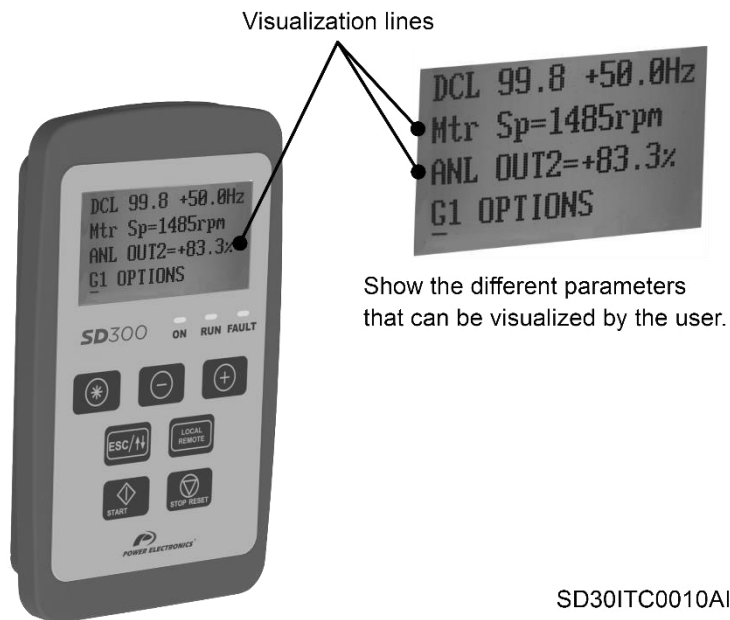 Visualization lines
DCL 99.8 +50.0Hz
Mtr Sp=1485rpm
ANL OUT2=+83.3%
G1 OPTIONS
Show the different parameters
that can be visualized by the user.
DCL 99.8 +50.0Hz
Mtr Sp=1485rpm
ANL OUT2=+83.3%
G1 OPTIONS
SD300 ON RUN FAULT
ESC/
LOCAL
REMOTE
START
STOP RESET
POWER ELECTRONICS
SD30ITC0010AI